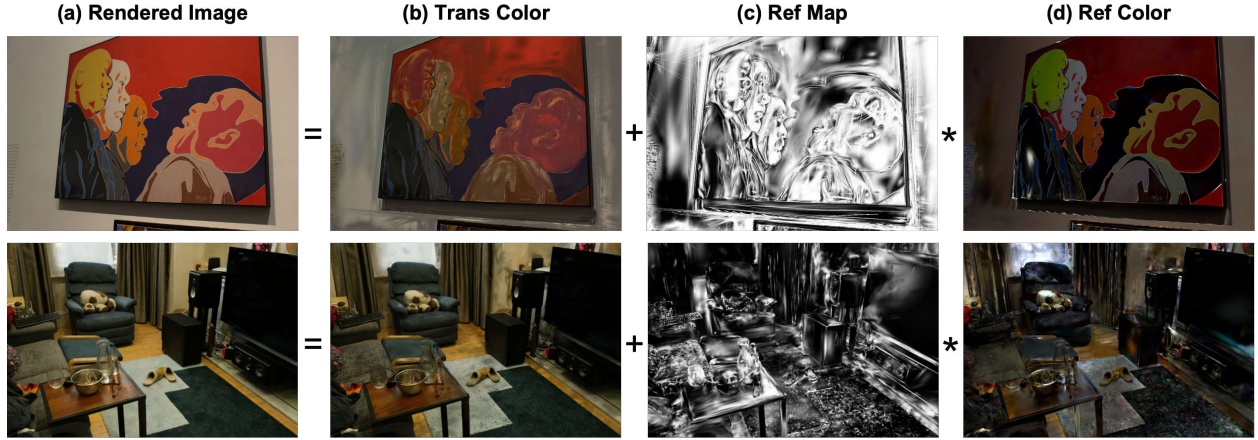 (a) Rendered Image (b) Trans Color (c) Ref Map (d) Ref Color
= + *
= + *